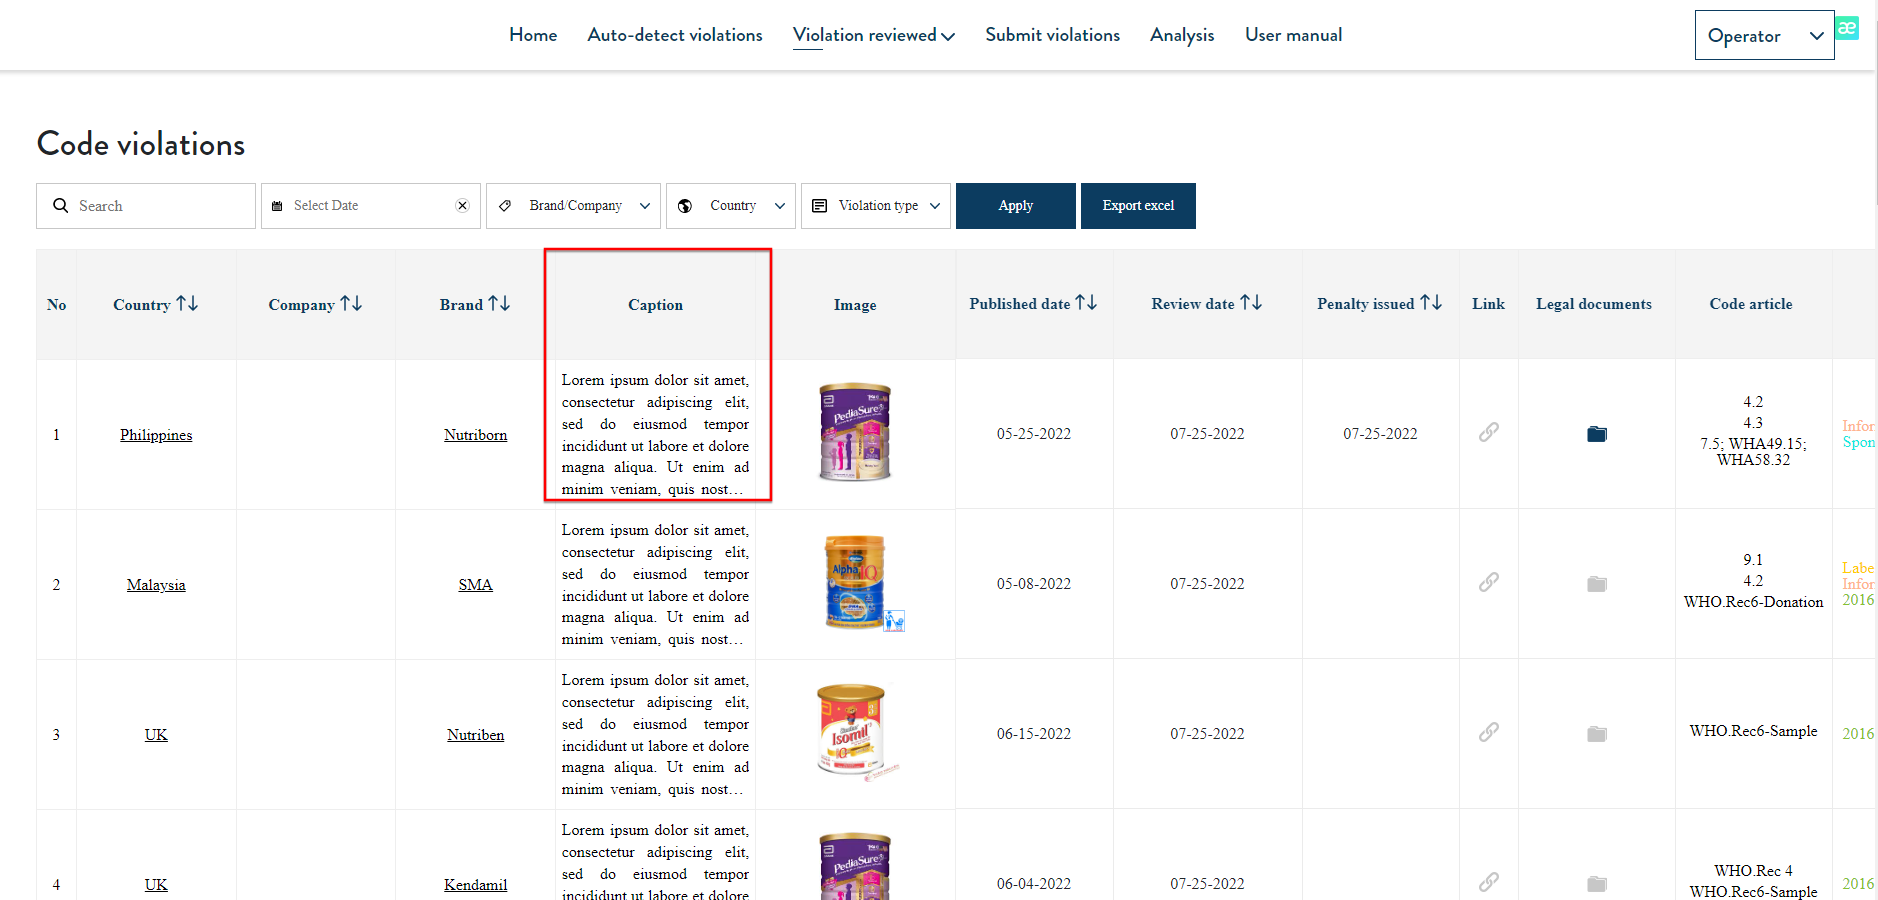 Home Auto-detect violations Violation reviewed Submit violations Analysis User manual
Operator
æ
Code violations
Search Select Date Brand/Company Country Violation type Apply Export excel
No Country Company Brand Caption Image Published date Review date Penalty issued Link Legal documents Code article
1 Philippines Nutriborn
Lorem ipsum dolor sit amet,
consectetur adipiscing elit,
sed do eiusmod tempor
incididunt ut labore et dolore
magna aliqua. Ut enim ad
minim veniam, quis nost...
PediaSure
05-25-2022 07-25-2022 07-25-2022
4.2
4.3
7.5; WHA49.15;
WHA58.32
Infor
Spon
2 Malaysia SMA
Lorem ipsum dolor sit amet,
consectetur adipiscing elit,
sed do eiusmod tempor
incididunt ut labore et dolore
magna aliqua. Ut enim ad
minim veniam, quis nost...
Alpha IQ
05-08-2022 07-25-2022
9.1
4.2
WHO.Rec6-Donation
Labe
Infor
2016
3 UK Nutriben
Lorem ipsum dolor sit amet,
consectetur adipiscing elit,
sed do eiusmod tempor
incididunt ut labore et dolore
magna aliqua. Ut enim ad
minim veniam, quis nost...
3
Isomil
IQ
06-15-2022 07-25-2022
WHO.Rec6-Sample
2016
4 UK Kendamil
Lorem ipsum dolor sit amet,
consectetur adipiscing elit,
sed do eiusmod tempor
incididunt ut labore et dolore
PediaSure
06-04-2022 07-25-2022
WHO.Rec 4
WHO.Rec6-Sample
2016